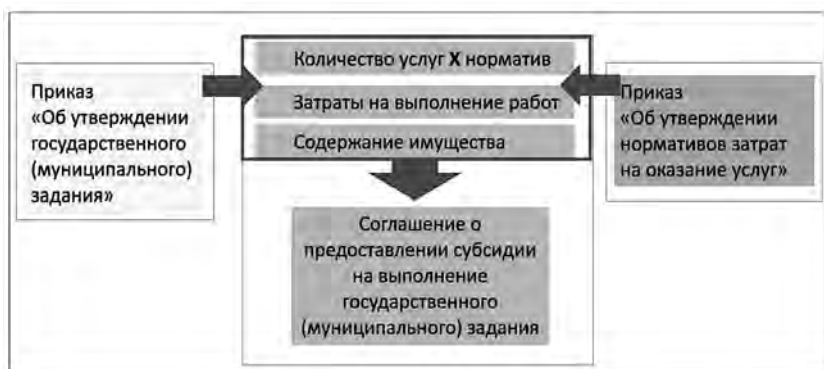 Количество услуг X норматив
Затраты на выполнение работ
Содержание имущества
Приказ
«Об утверждении
государственного
(муниципального)
задания»
Приказ
«Об утверждении
нормативов затрат
на оказание услуг»
Соглашение о
предоставлении субсидии
на выполнение
государственного
(муниципального) задания